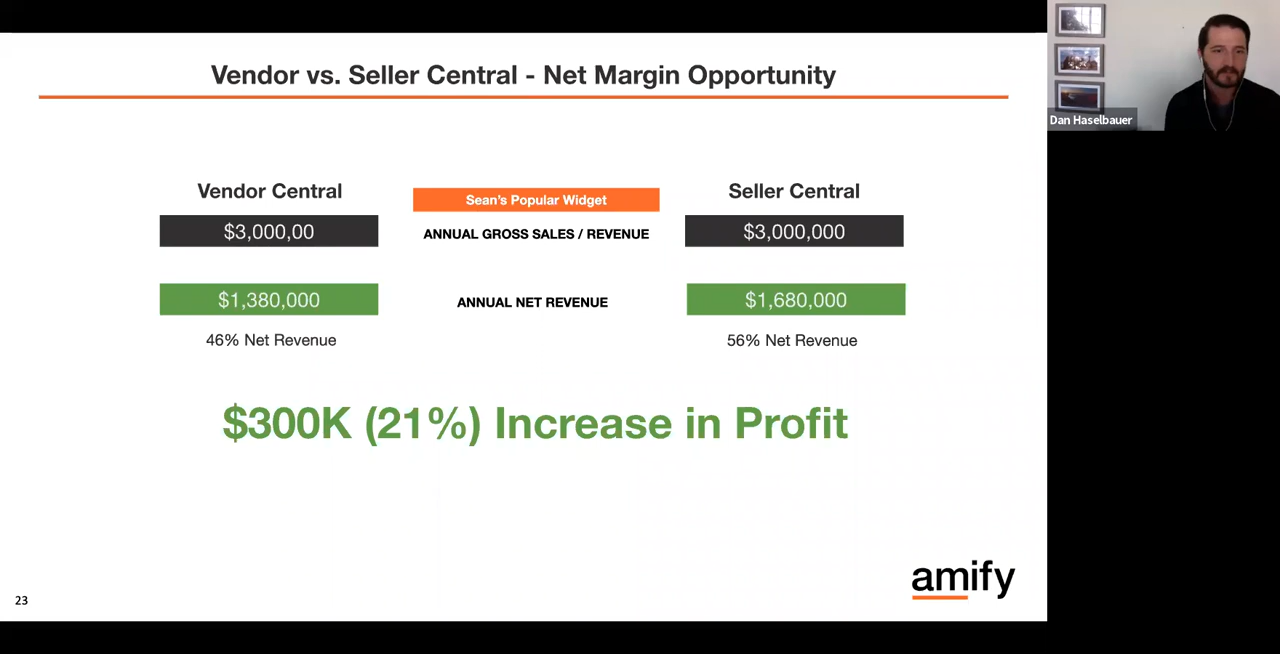 Vendor vs. Seller Central - Net Margin Opportunity
Dan Haselbauer
Vendor Central
Sean's Popular Widget
Seller Central
$3,000,00
ANNUAL GROSS SALES / REVENUE
$3,000,000
$1,380,000
ANNUAL NET REVENUE
$1,680,000
46% Net Revenue
56% Net Revenue
$300K (21%) Increase in Profit
amify
23